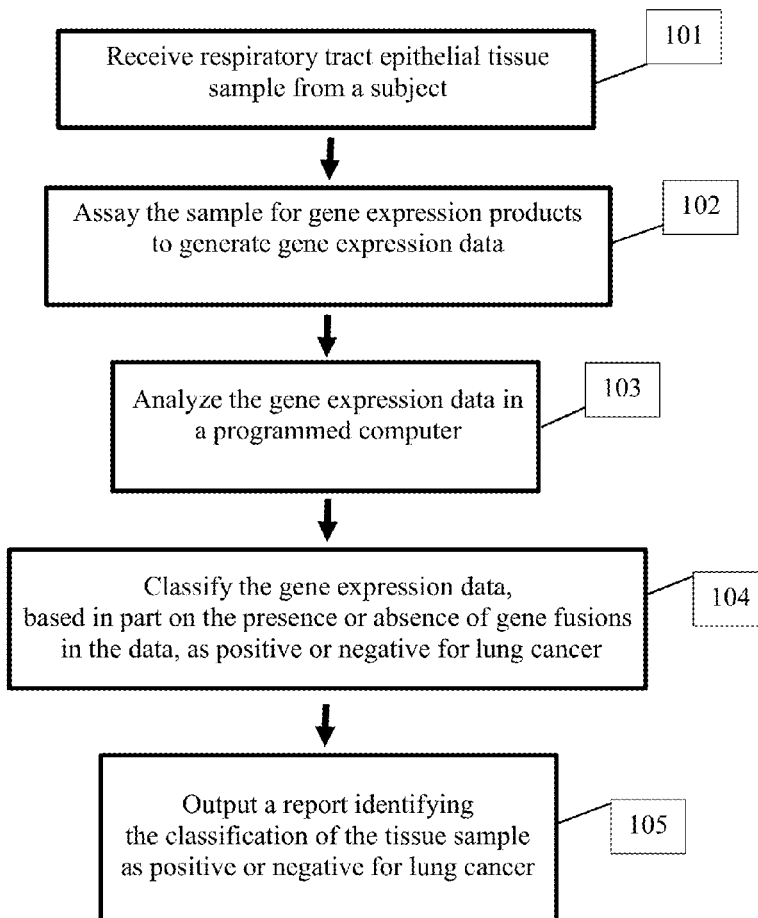 101
Receive respiratory tract epithelial tissue
sample from a subject
102
Assay the sample for gene expression products
to generate gene expression data
103
Analyze the gene expression data in
a programmed computer
104
Classify the gene expression data,
based in part on the presence or absence of gene fusions
in the data, as positive or negative for lung cancer
105
Output a report identifying
the classification of the tissue sample
as positive or negative for lung cancer